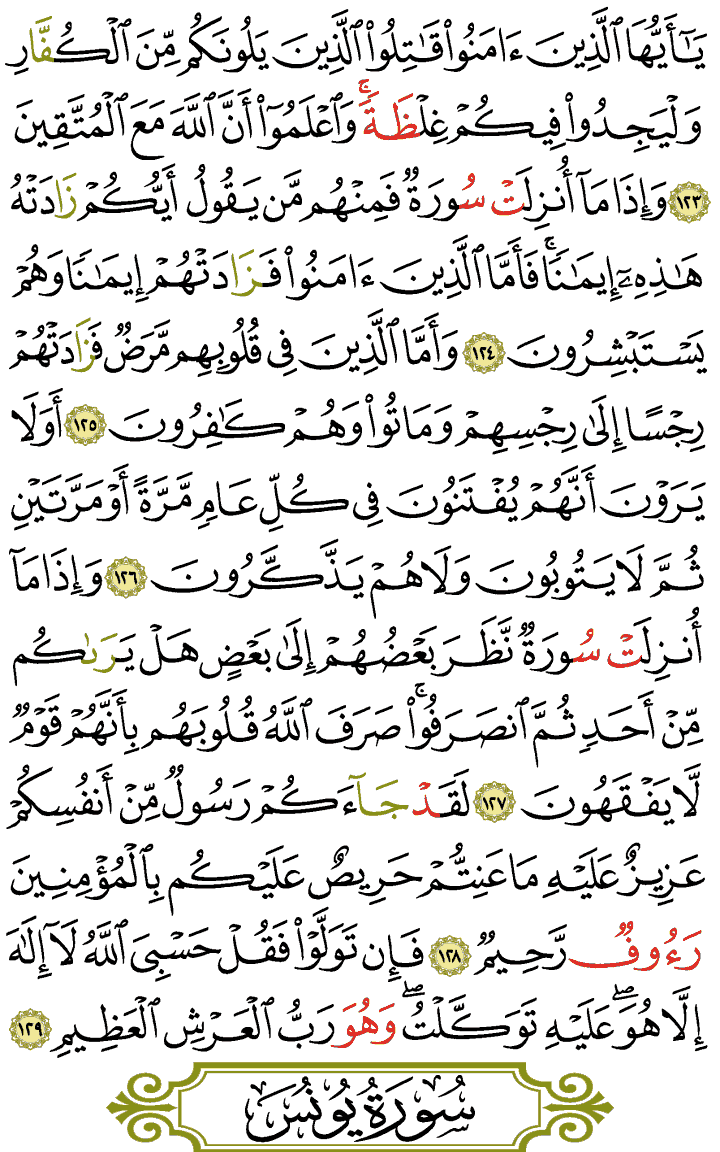 يَٰٓأَيُّهَا ٱلَّذِينَ ءَامَنُوا۟ قَٰتِلُوا۟ ٱلَّذِينَ يَلُونَكُم مِّنَ ٱلْكُفَّارِ
وَلْيَجِدُوا۟ فِيكُمْ غِلْظَةًۚ وَٱعْلَمُوٓا۟ أَنَّ ٱللَّهَ مَعَ ٱلْمُتَّقِينَ
١٢٣ وَإِذَا مَآ أُنزِلَتْ سُورَةٌ فَمِنْهُم مَّن يَقُولُ أَيُّكُمْ زَادَتْهُ
هَٰذِهِۦٓ إِيمَٰنًاۚ فَأَمَّا ٱلَّذِينَ ءَامَنُوا۟ فَزَادَتْهُمْ إِيمَٰنًا وَهُمْ
يَسْتَبْشِرُونَ ١٢٤ وَأَمَّا ٱلَّذِينَ فِى قُلُوبِهِم مَّرَضٌ فَزَادَتْهُمْ
رِجْسًا إِلَىٰ رِجْسِهِمْ وَمَاتُوا۟ وَهُمْ كَٰفِرُونَ ١٢٥ أَوَلَا
يَرَوْنَ أَنَّهُمْ يُفْتَنُونَ فِى كُلِّ عَامٍ مَّرَّةً أَوْ مَرَّتَيْنِ
ثُمَّ لَا يَتُوبُونَ وَلَا هُمْ يَذَّكَّرُونَ ١٢٦ وَإِذَا مَآ
أُنزِلَتْ سُورَةٌ نَّظَرَ بَعْضُهُمْ إِلَىٰ بَعْضٍ هَلْ يَرَىٰكُم
مِّنْ أَحَدٍ ثُمَّ ٱنصَرَفُوا۟ۚ صَرَفَ ٱللَّهُ قُلُوبَهُم بِأَنَّهُمْ قَوْمٌ
لَّا يَفْقَهُونَ ١٢٧ لَقَدْ جَآءَكُمْ رَسُولٌ مِّنْ أَنفُسِكُمْ
عَزِيزٌ عَلَيْهِ مَا عَنِتُّمْ حَرِيصٌ عَلَيْكُم بِٱلْمُؤْمِنِينَ
رَءُوفٌ رَّحِيمٌ ١٢٨ فَإِن تَوَلَّوْا۟ فَقُلْ حَسْبِىَ ٱللَّهُ لَآ إِلَٰهَ
إِلَّا هُوَۖ عَلَيْهِ تَوَكَّلْتُۖ وَهُوَ رَبُّ ٱلْعَرْشِ ٱلْعَظِيمِ ١٢٩
سُورَةُ يُونُسَ